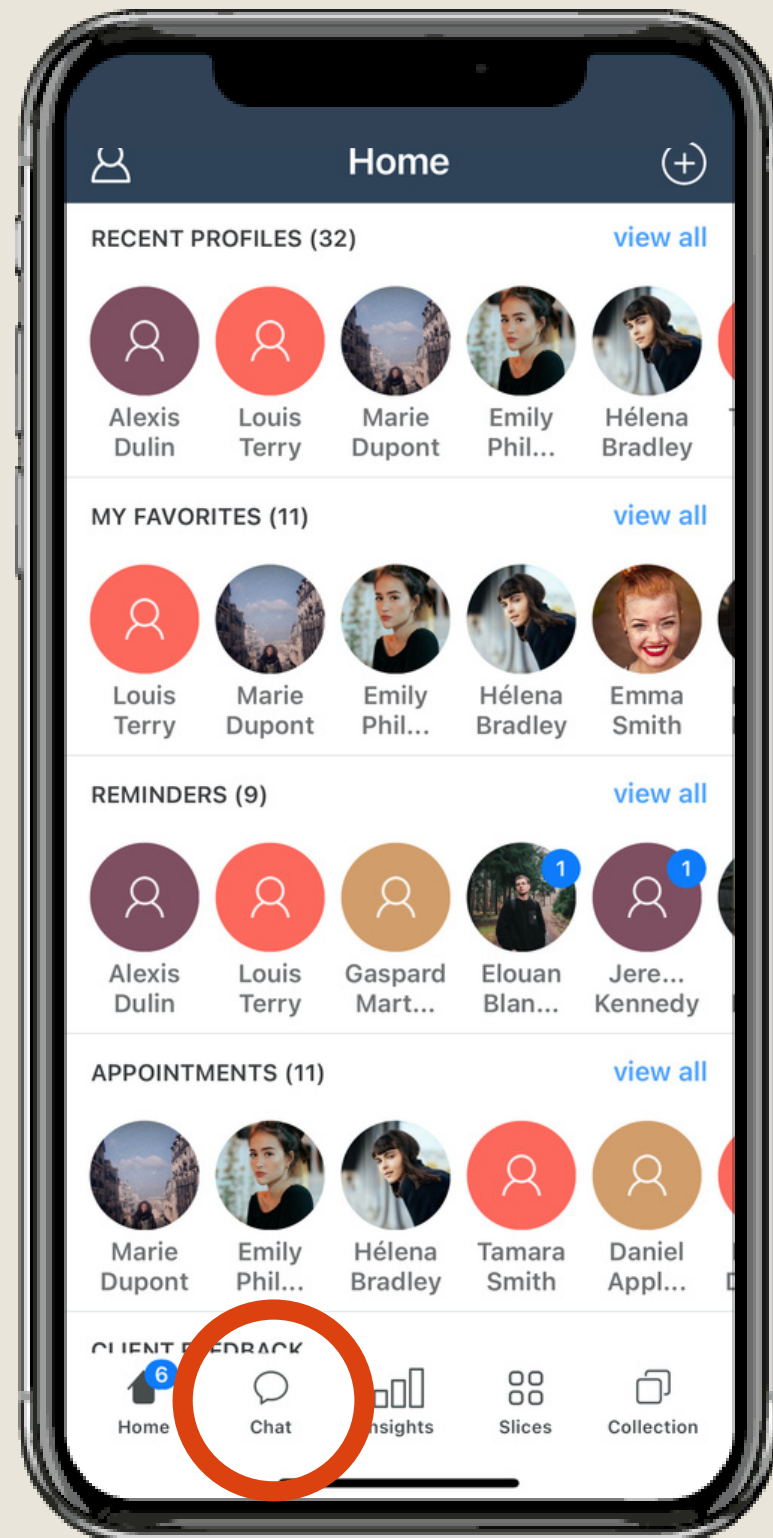 Home
RECENT PROFILES (32) view all
Alexis Louis Marie Emily Hélena
Dulin Terry Dupont Phil... Bradley
MY FAVORITES (11) view all
Louis Marie Emily Hélena Emma
Terry Dupont Phil... Bradley Smith
REMINDERS (9) view all
1 1
Alexis Louis Gaspard Elouan Jere...
Dulin Terry Mart... Blan... Kennedy
APPOINTMENTS (11) view all
Marie Emily Hélena Tamara Daniel
Dupont Phil... Bradley Smith Appl...
CLIENT FEEDBACK
6
Home Chat Insights Slices Collection